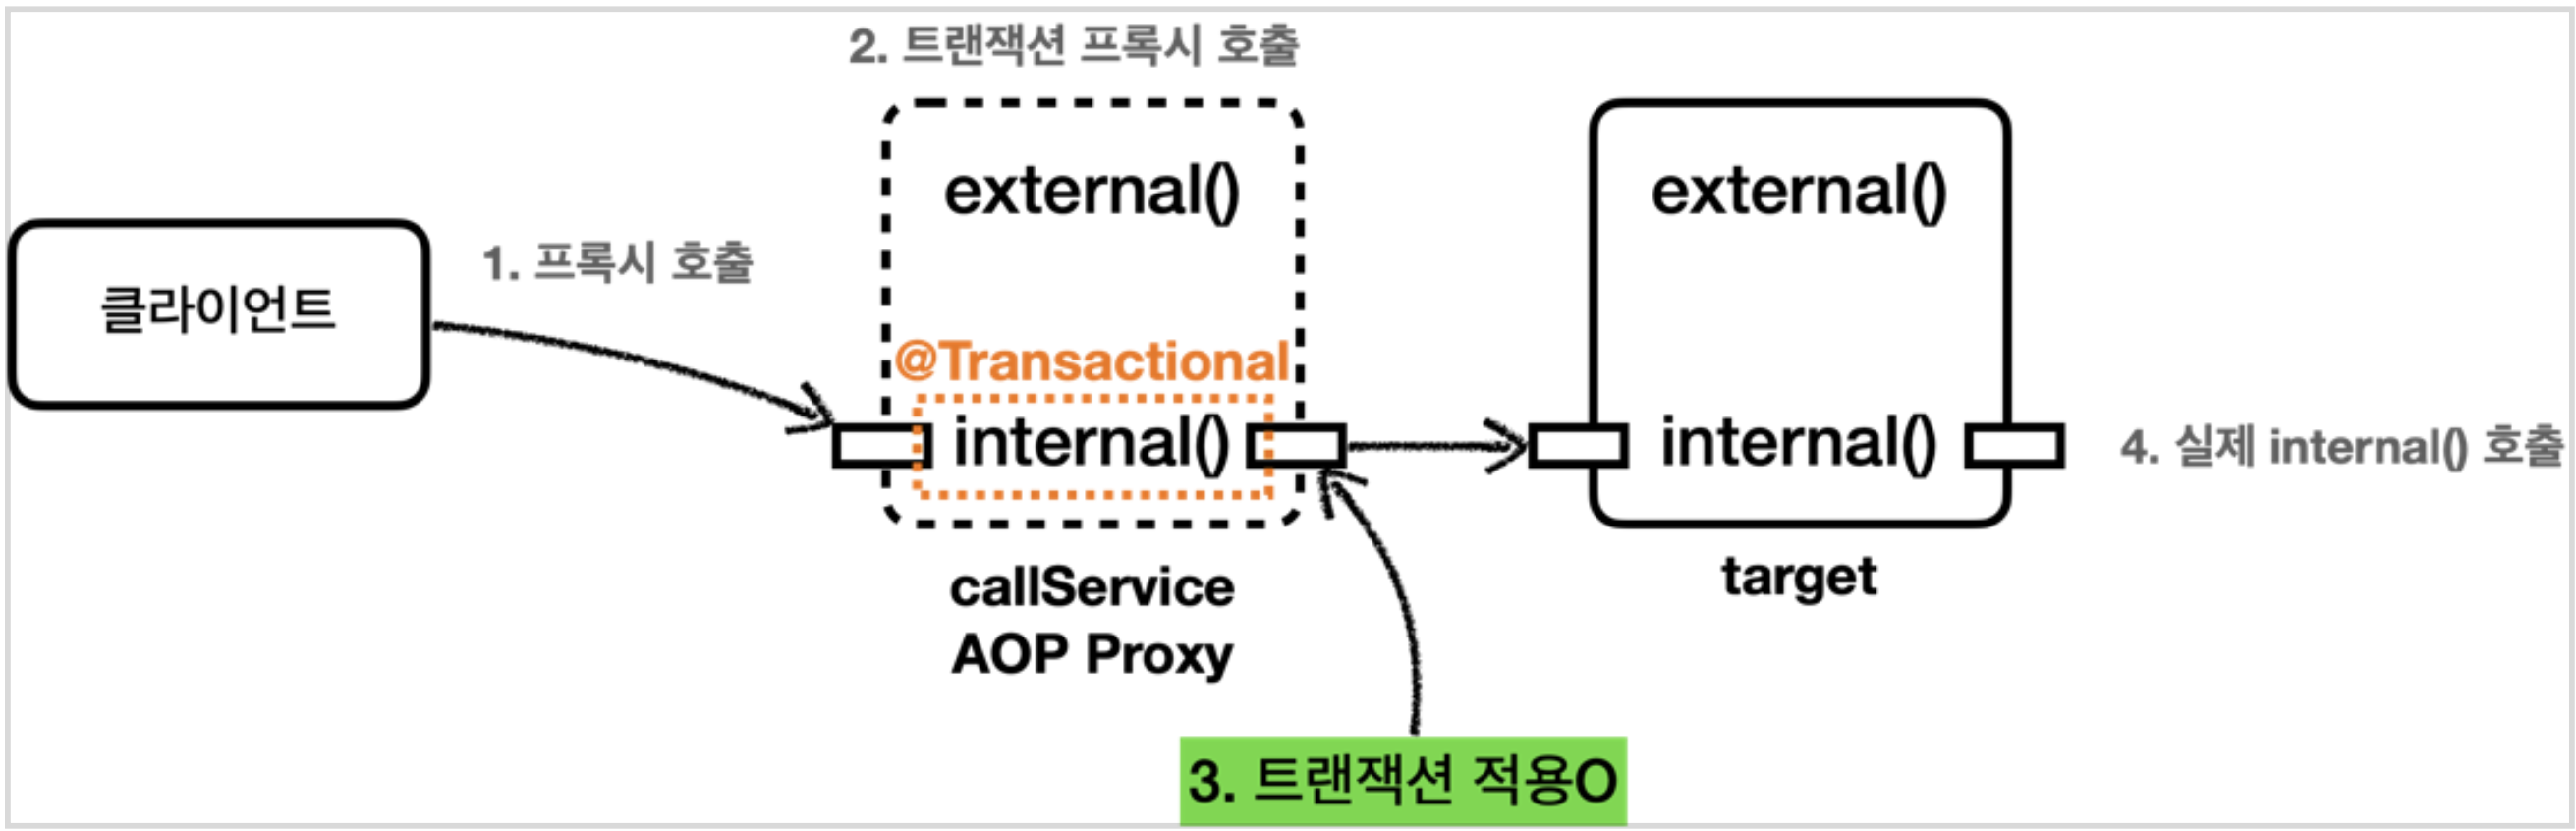 2. 트랜잭션 프록시 호출
클라이언트
1. 프록시 호출
external()
@Transactional
internal()
callService
AOP Proxy
3. 트랜잭션 적용O
external()
internal()
target
4. 실제 internal() 호출